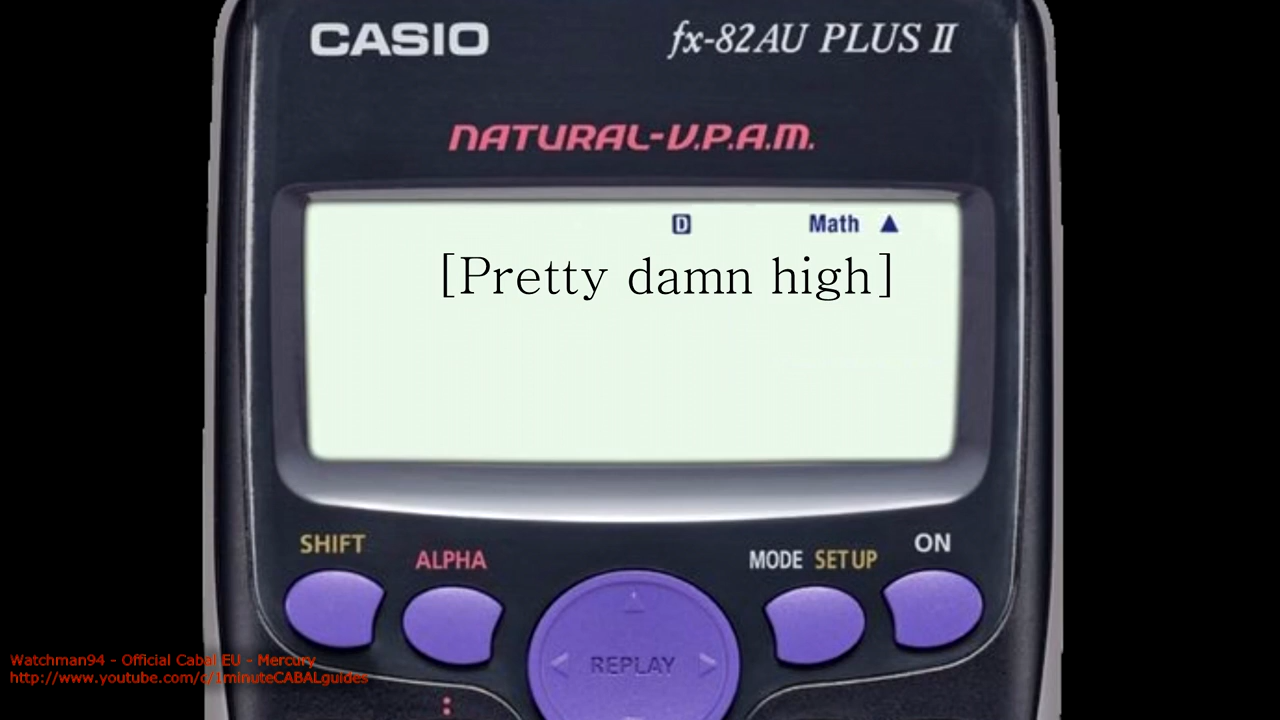 CASIO
fx-82AU PLUS II
NATURAL-V.P.A.M.
D Math ▲
[Pretty damn high]
SHIFT
ALPHA
MODE SETUP
ON
REPLAY
Watchman94 - Official Cabal EU - Mercury
http://www.youtube.com/c/1minuteCABALguides